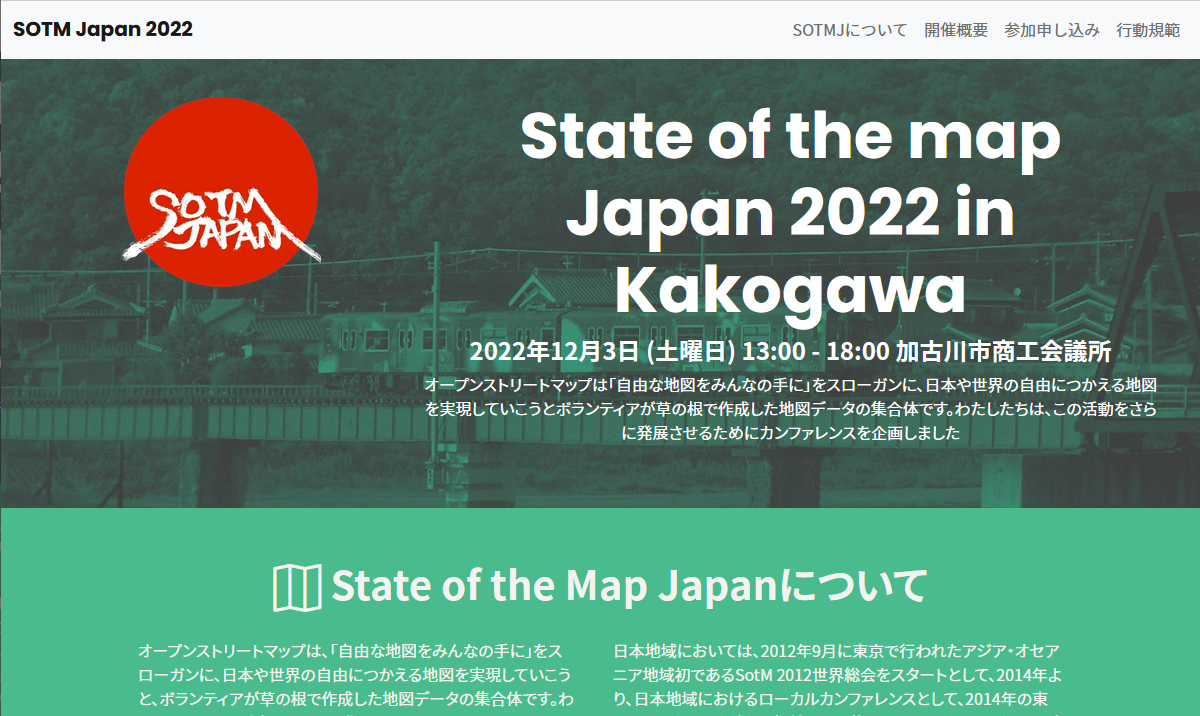 SOTM Japan 2022
SOTMJについて 開催概要 参加申し込み 行動規範
SOTM
JAPAN
State of the map
Japan 2022 in
Kakogawa
2022年12月3日 (土曜日) 13:00 - 18:00 加古川市商工会議所
オープンストリートマップは「自由な地図をみんなの手に」をスローガンに、日本や世界の自由につかえる地図
を実現していこうとボランティアが草の根で作成した地図データの集合体です。わたしたちは、この活動をさら
に発展させるためにカンファレンスを企画しました
State of the Map Japanについて
オープンストリートマップは、「自由な地図をみんなの手に」をス
ローガンに、日本や世界の自由につかえる地図を実現していこう
と、ボランティアが草の根で作成した地図データの集合体です。わ
日本地域においては、2012年9月に東京で行われたアジア・オセア
ニア地域初であるSotM 2012世界総会をスタートとして、2014年よ
り、日本地域におけるローカルカンファレンスとして、2014年の東